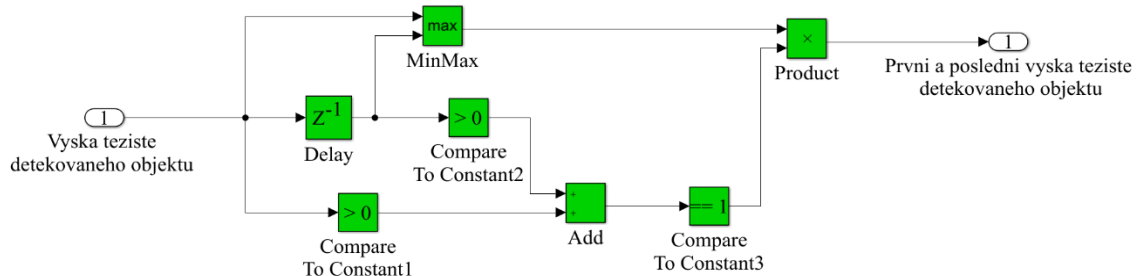 max
MinMax
×
Product
1
Prvni a posledni vyska teziste
detekovaneho objektu
1
Vyska teziste
detekovaneho objektu
Z-1
Delay
> 0
Compare
To Constant2
> 0
Compare
To Constant1
+
+
Add
== 1
Compare
To Constant3